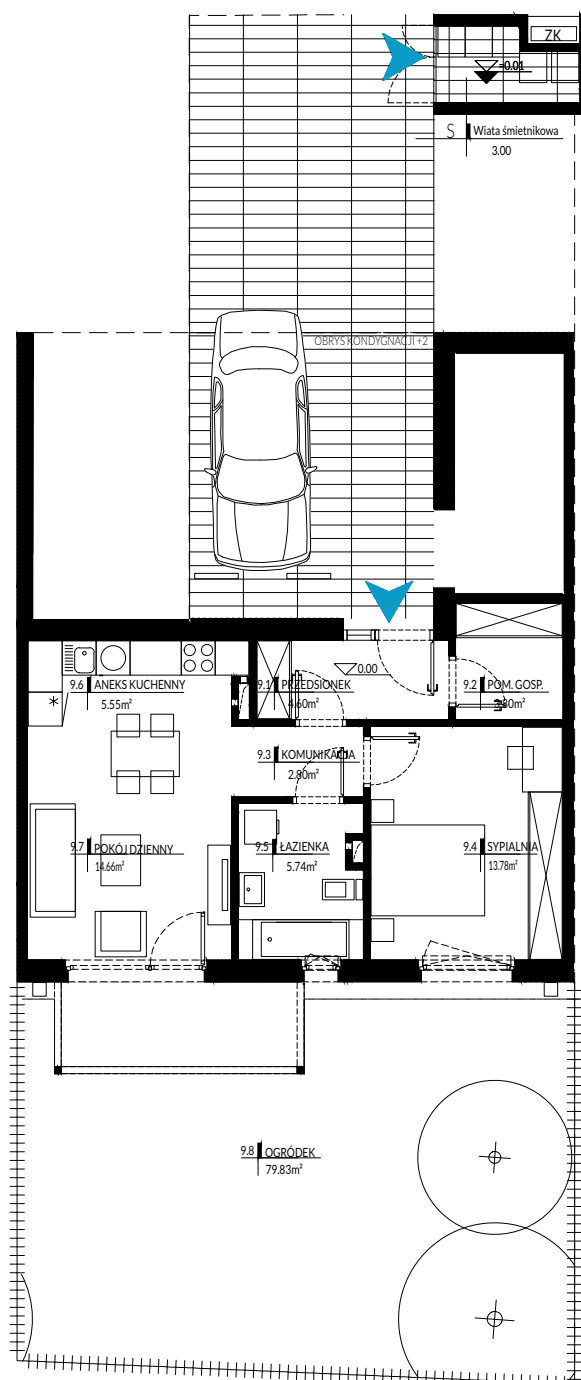 ZK
±0.01
S Wiata śmietnikowa
3.00
OBRYS KONDYGNACJI +2
0.00
9.6 ANEKS KUCHENNY
5.55m²
9.1 PRZEDSIONEK
4.60m²
9.2 POM. GOSP.
9.3 KOMUNIKACJA
2.80m²
9.7 POKÓJ DZIENNY
14.66m²
9.5 ŁAZIENKA
5.74m²
9.4 SYPIALNIA
13.78m²
9.8 OGRÓDEK
79.83m²